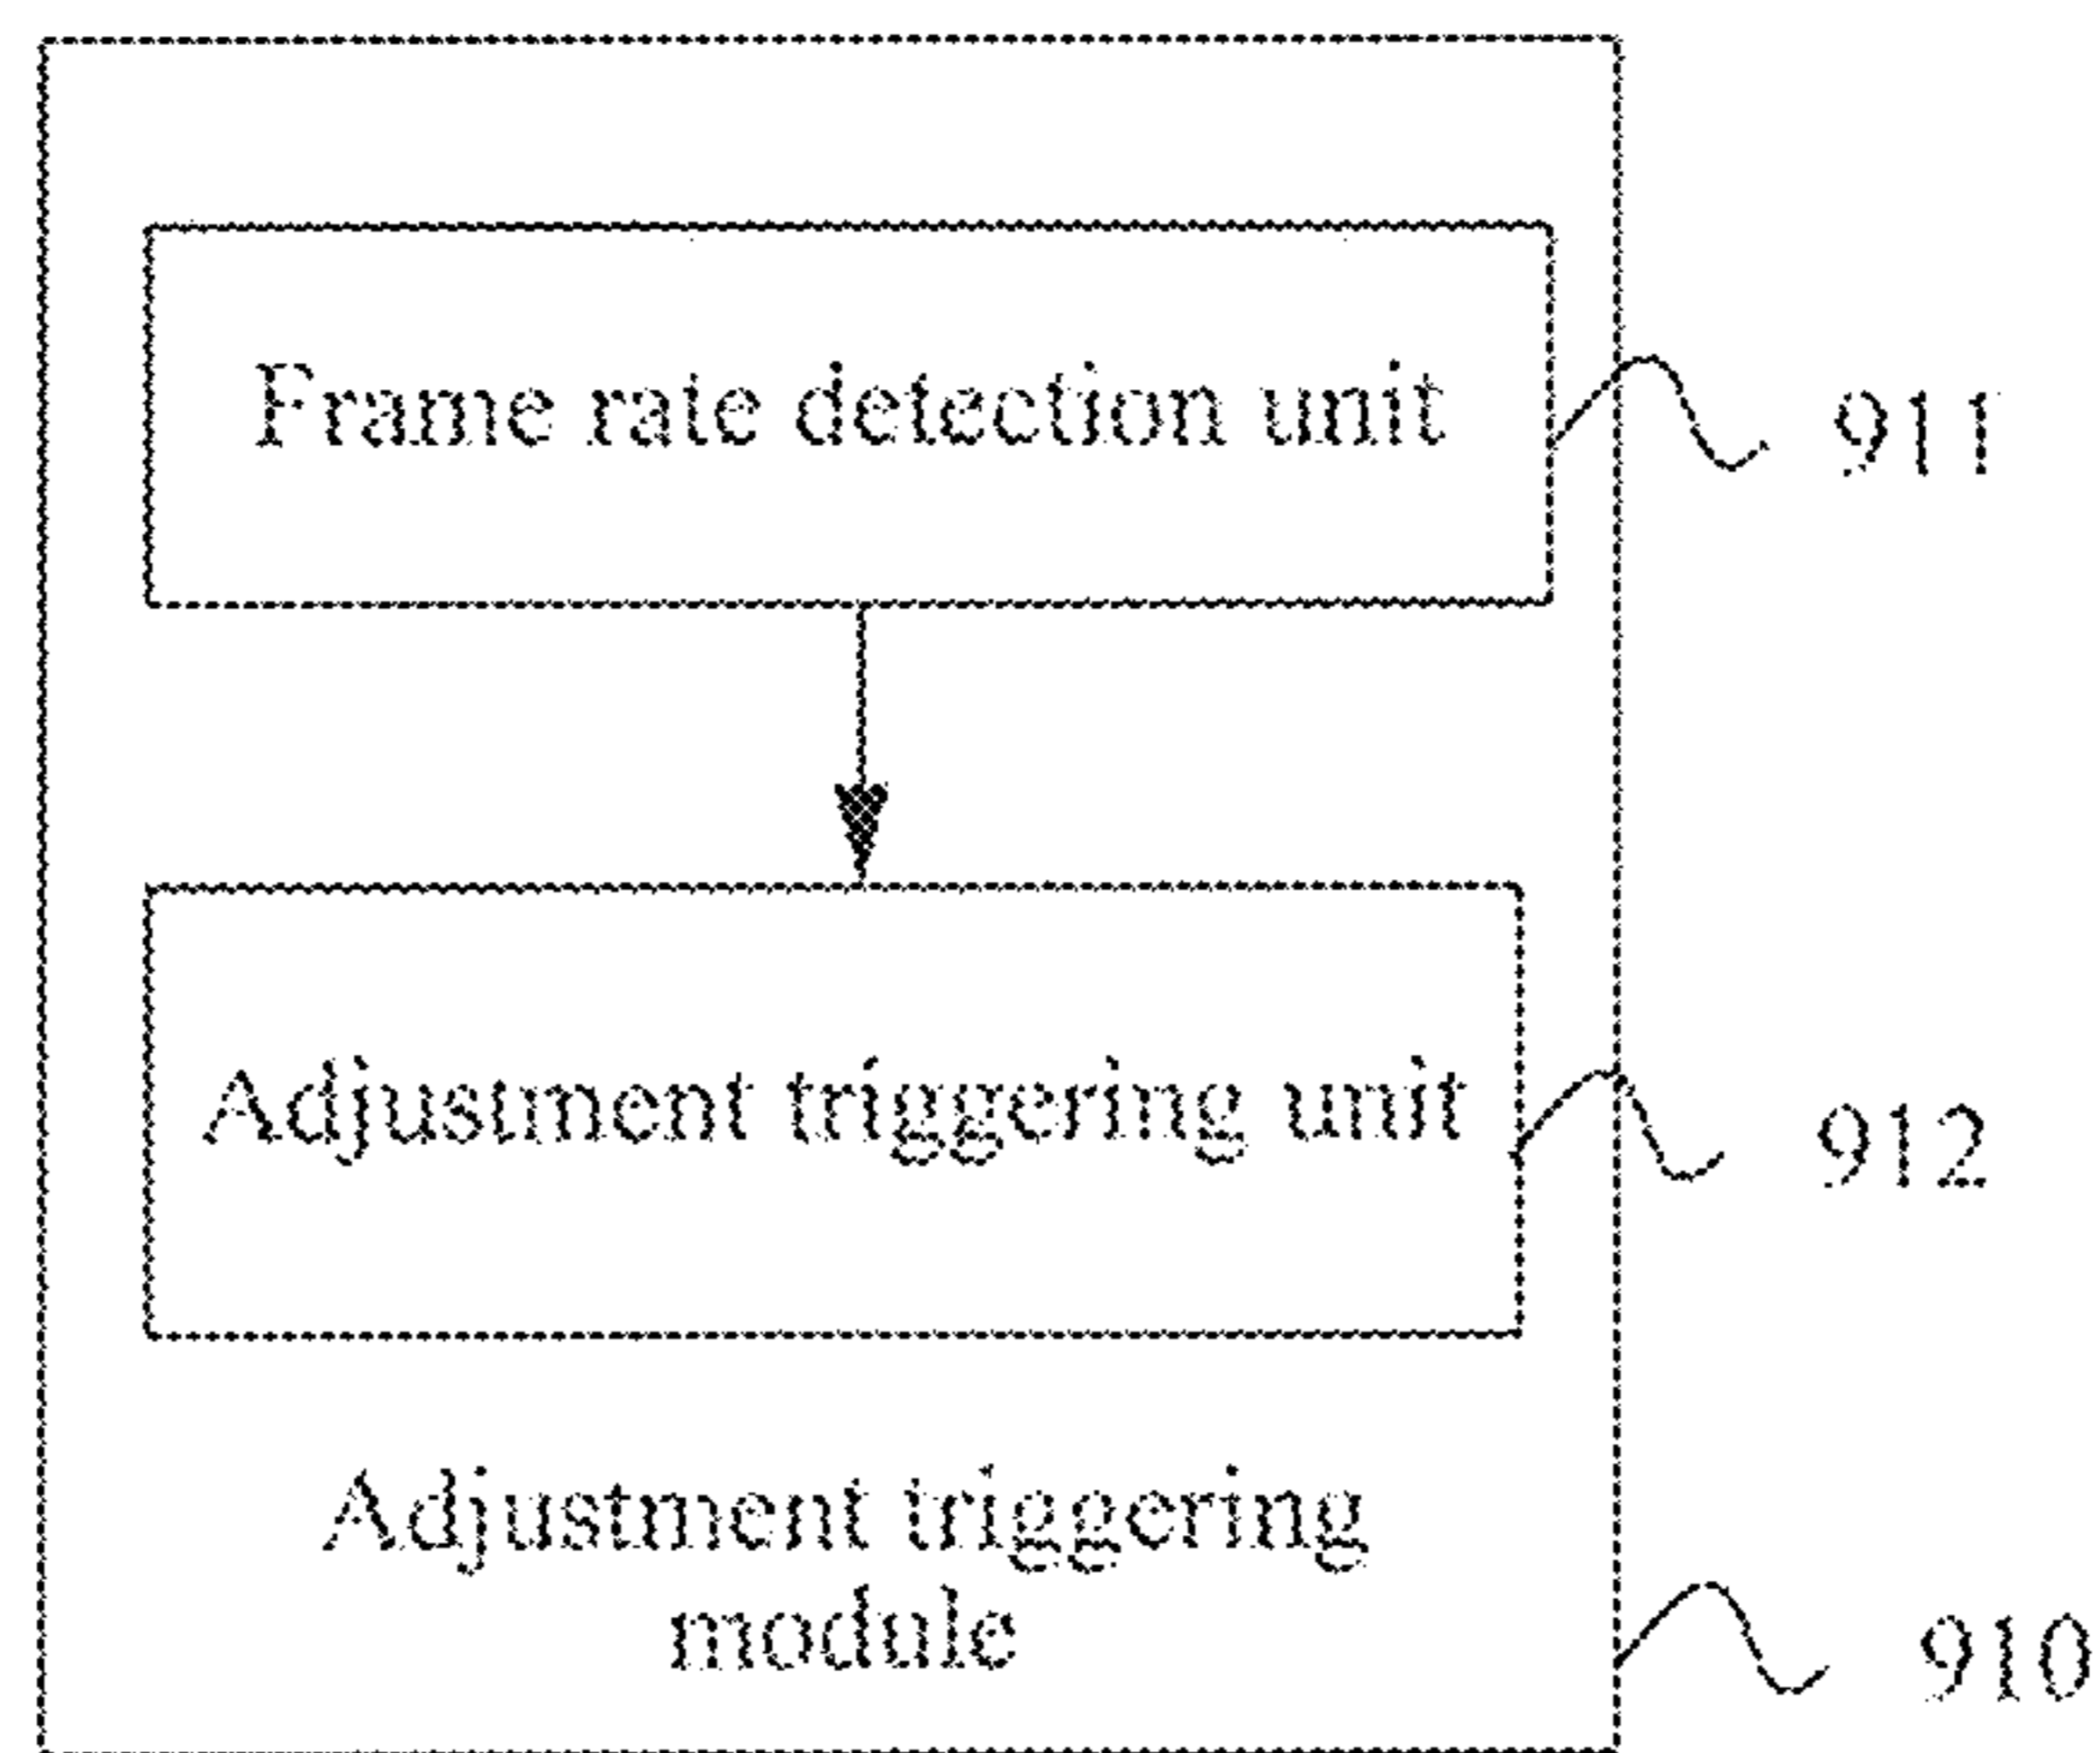 Frame rate detection unit
911
Adjustment triggering unit
912
Adjustment triggering
module
910